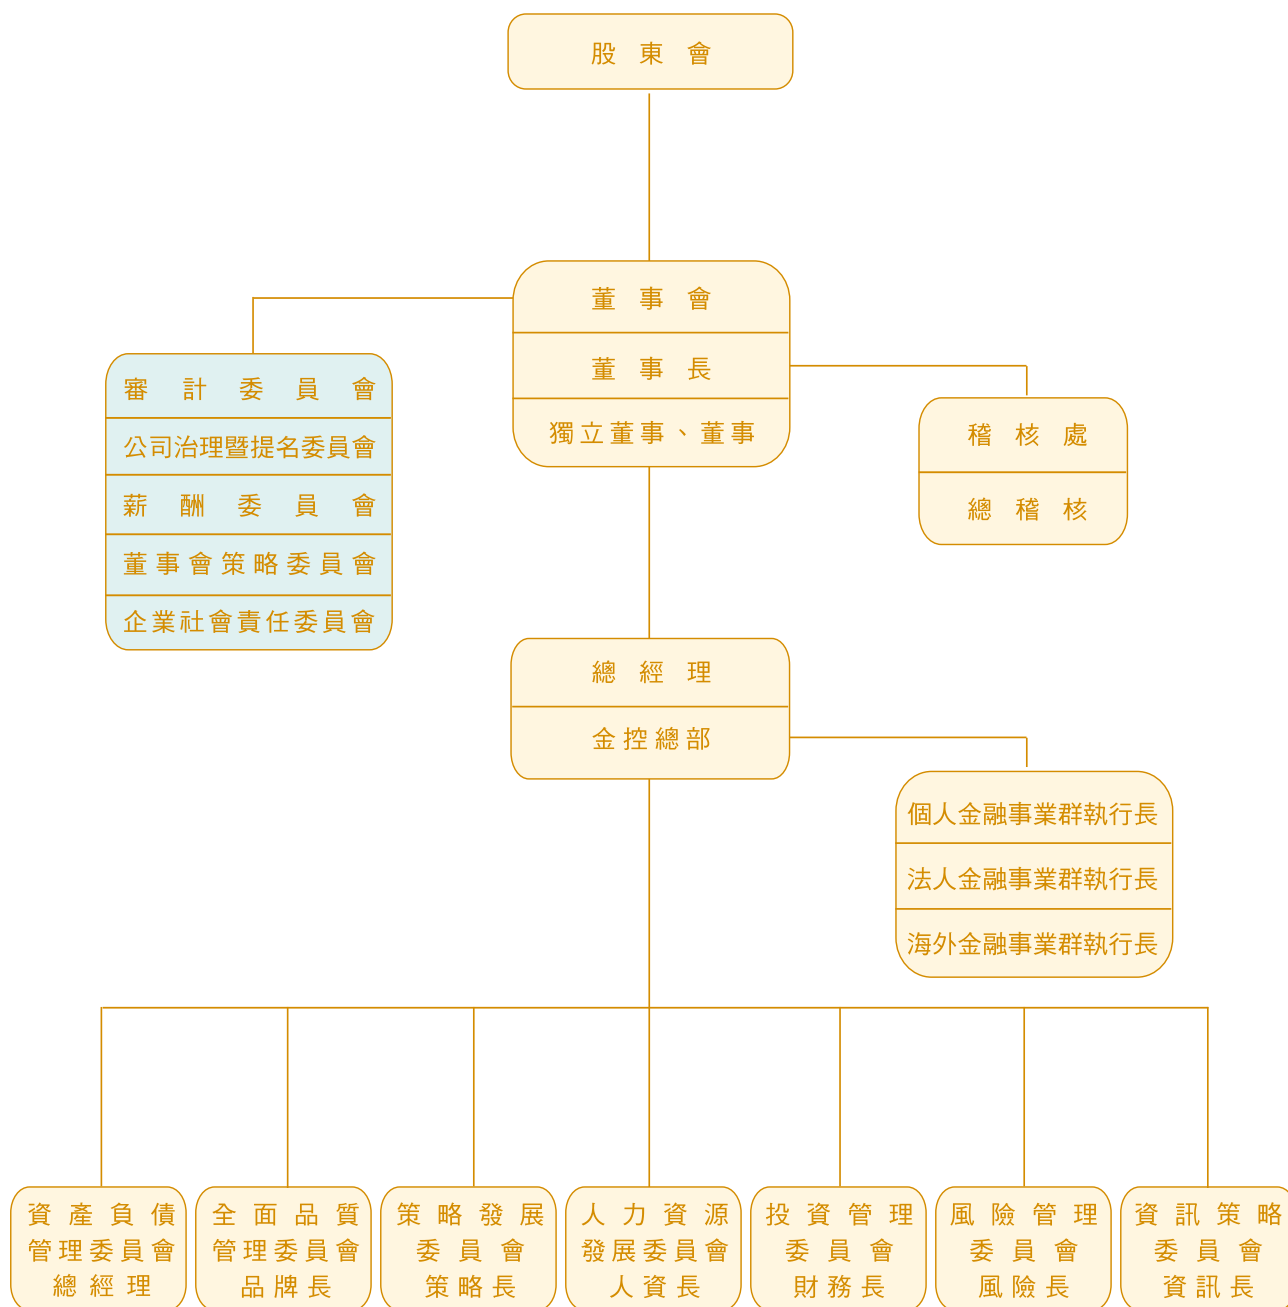 股東會
董事會
董事長
獨立董事、董事
審計委員會
公司治理暨提名委員會
薪酬委員會
董事會策略委員會
企業社會責任委員會
稽核處
總稽核
總經理
金控總部
個人金融事業群執行長
法人金融事業群執行長
海外金融事業群執行長
資產負債
管理委員會
總經理
全面品質
管理委員會
品牌長
策略發展
委員會
策略長
人力資源
發展委員會
人資長
投資管理
委員會
財務長
風險管理
委員會
風險長
資訊策略
委員會
資訊長